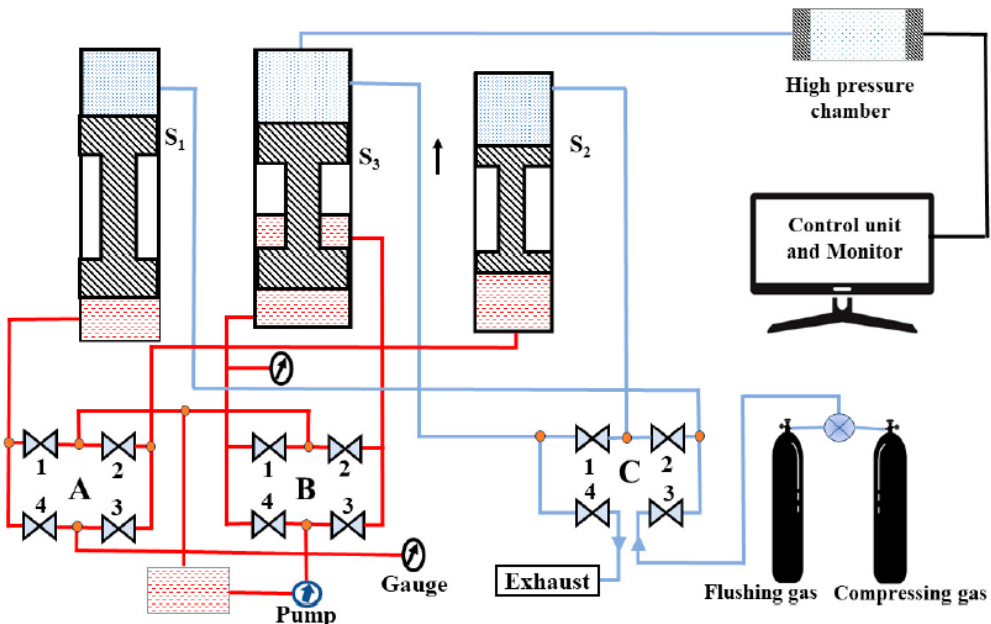 S1
S3
S2
High pressure
chamber
Control unit
and Monitor
1
2
A
4
3
1
2
B
4
3
1
2
C
4
3
Gauge
Pump
Exhaust
Flushing gas
Compressing gas